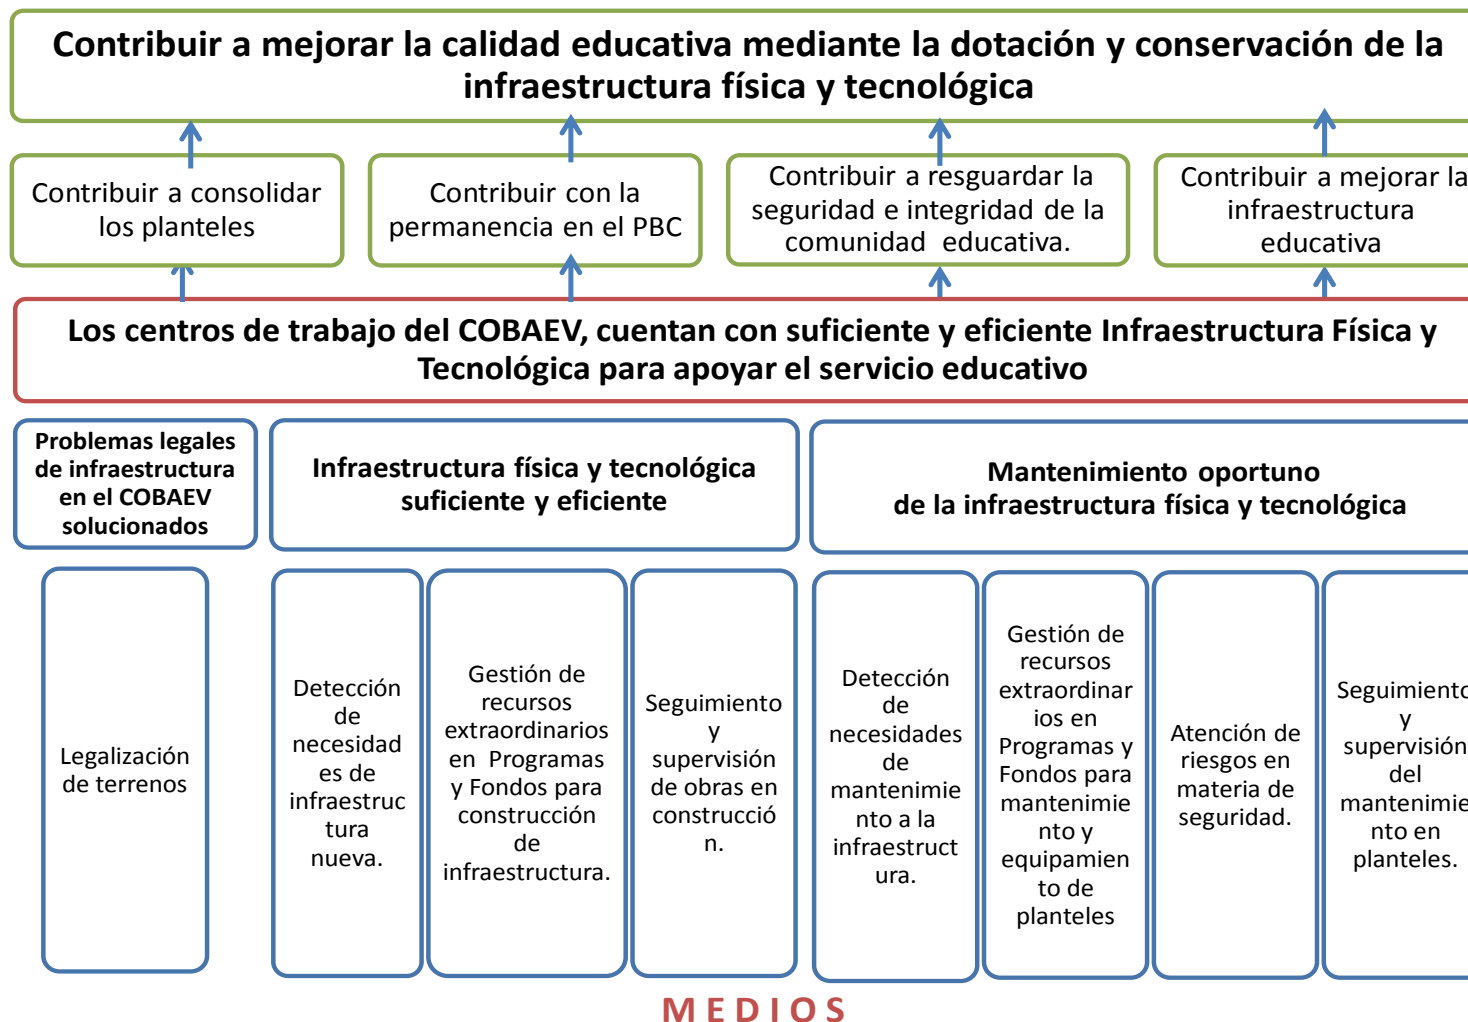 Contribuir a mejorar la calidad educativa mediante la dotación y conservación de la
infraestructura física y tecnológica
Contribuir a consolidar
los planteles
Contribuir con la
permanencia en el PBC
Contribuir a resguardar la
seguridad e integridad de la
comunidad educativa.
Contribuir a mejorar la
infraestructura
educativa
Los centros de trabajo del COBAEV, cuentan con suficiente y eficiente Infraestructura Física y
Tecnológica para apoyar el servicio educativo
Problemas legales
de infraestructura
en el COBAEV
solucionados
Infraestructura física y tecnológica
suficiente y eficiente
Mantenimiento oportuno
de la infraestructura física y tecnológica
Legalización
de terrenos
Detección
de
necesidad
es de
infraestruc
tura
nueva.
Gestión de
recursos
extraordinarios
en Programas
y Fondos para
construcción
de
infraestructura.
Seguimiento
y
supervisión
de obras en
construcció
n.
Detección
de
necesidades
de
mantenimie
nto a la
infraestruct
ura.
Gestión de
recursos
extraordinar
ios en
Programas y
Fondos para
mantenimie
nto y
equipamien
to de
planteles
Atención de
riesgos en
materia de
seguridad.
Seguimiento
y
supervisión
del
mantenimie
nto en
planteles.
M E D I O S